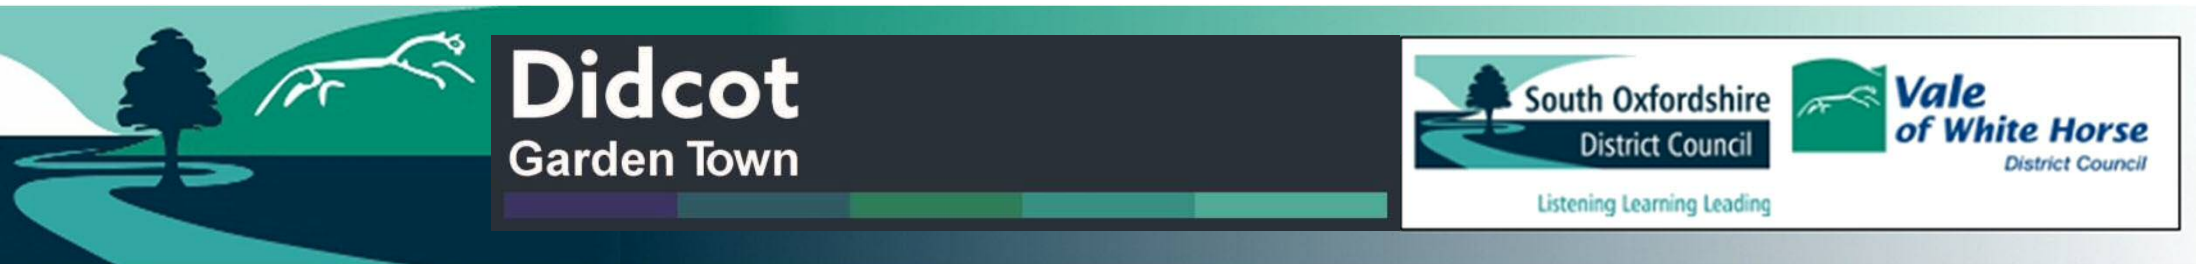 Didcot
Garden Town
South Oxfordshire
District Council
Listening Learning Leading
Vale
of White Horse
District Council